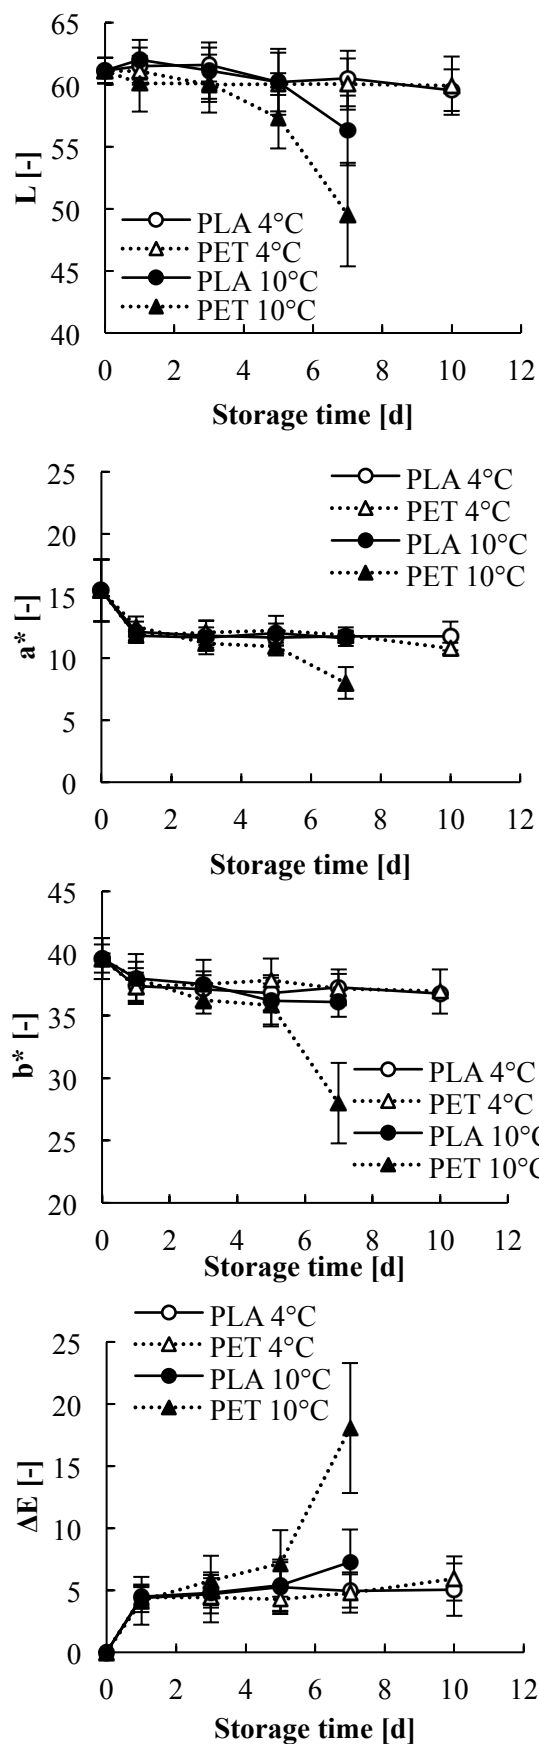 65
60
55
50
45
40
L [-]
PLA 4°C
PET 4°C
PLA 10°C
PET 10°C
0 2 4 6 8 10 12
Storage time [d]
25
20
15
10
5
0
a* [-]
PLA 4°C
PET 4°C
PLA 10°C
PET 10°C
0 2 4 6 8 10 12
Storage time [d]
45
40
35
30
25
20
b* [-]
PLA 4°C
PET 4°C
PLA 10°C
PET 10°C
0 2 4 6 8 10 12
Storage time [d]
PLA 4°C
PET 4°C
PLA 10°C
PET 10°C
25
20
15
10
5
0
ΔE [-]
0 2 4 6 8 10 12
Storage time [d]